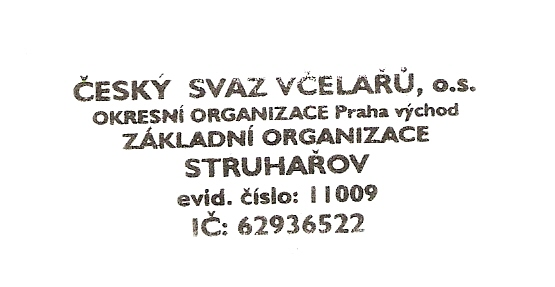 ČESKÝ SVAZ VČELAŘŮ, o.s.
OKRESNÍ ORGANIZACE Praha východ
ZÁKLADNÍ ORGANIZACE
STRUHAŘOV
evid. číslo: 11009
IČ: 62936522